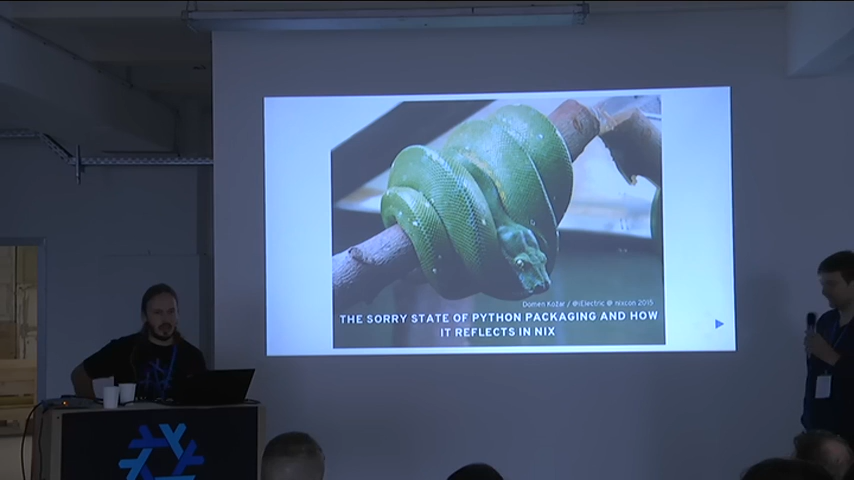 Domen Kožar / @iElectric @ nixcon 2015
THE SORRY STATE OF PYTHON PACKAGING AND HOW
IT REFLECTS IN NIX